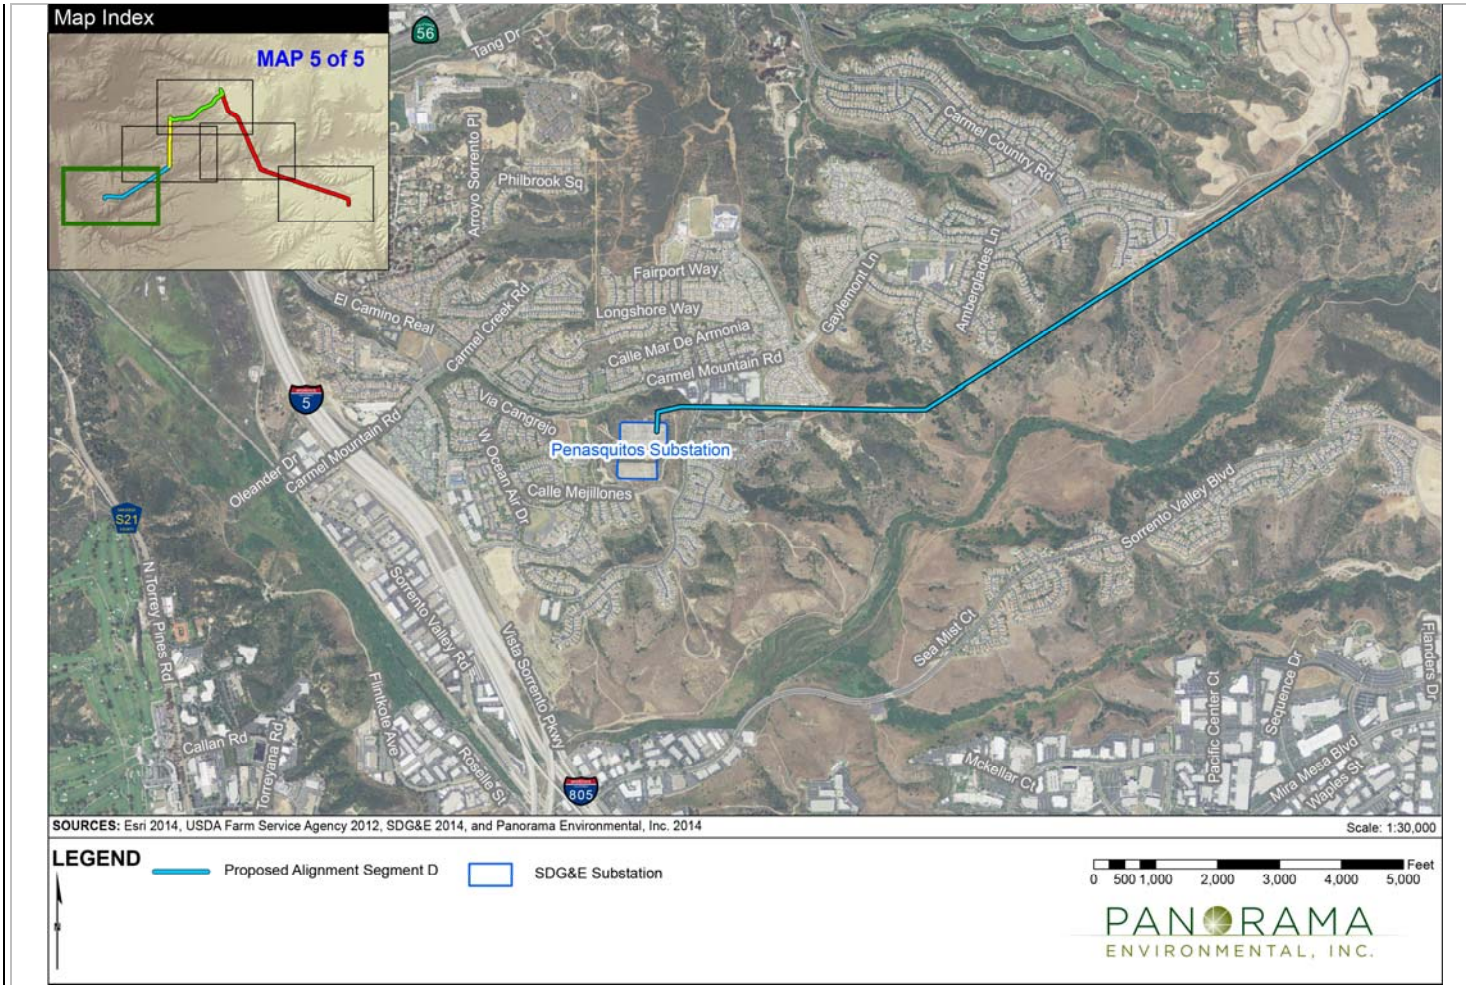 Map Index
MAP 5 of 5
56
Tang Dr
Arroyo Sorrento Pl
Philbrook Sq
Carmel Country Rd
Fairport Way
Longshore Way
Gaylemont Ln
Amberglades Ln
El Camino Real
Carmel Creek Rd
Calle Mar De Armonia
Carmel Mountain Rd
5
Via Cangrejo
Penasquitos Substation
W Ocean Air Dr
Calle Mejillones
Oleander Dr
Carmel Mountain Rd
S21
N Torrey Pines Rd
Sorrento Valley Rd
Sorrento Valley Blvd
Vista Sorrento Pkwy
Sea Mist Ct
Flintkote Ave
Callan Rd
Torreyana Rd
Roselle St
805
Mckellar Ct
Pacific Center Ct
Sequence Dr
Flanders Dr
Mira Mesa Blvd
Waples St
SOURCES: Esri 2014, USDA Farm Service Agency 2012, SDG&E 2014, and Panorama Environmental, Inc. 2014
Scale: 1:30,000
LEGEND
Proposed Alignment Segment D
SDG&E Substation
Feet
0 500 1,000 2,000 3,000 4,000 5,000
N
PANORAMA
ENVIRONMENTAL, INC.